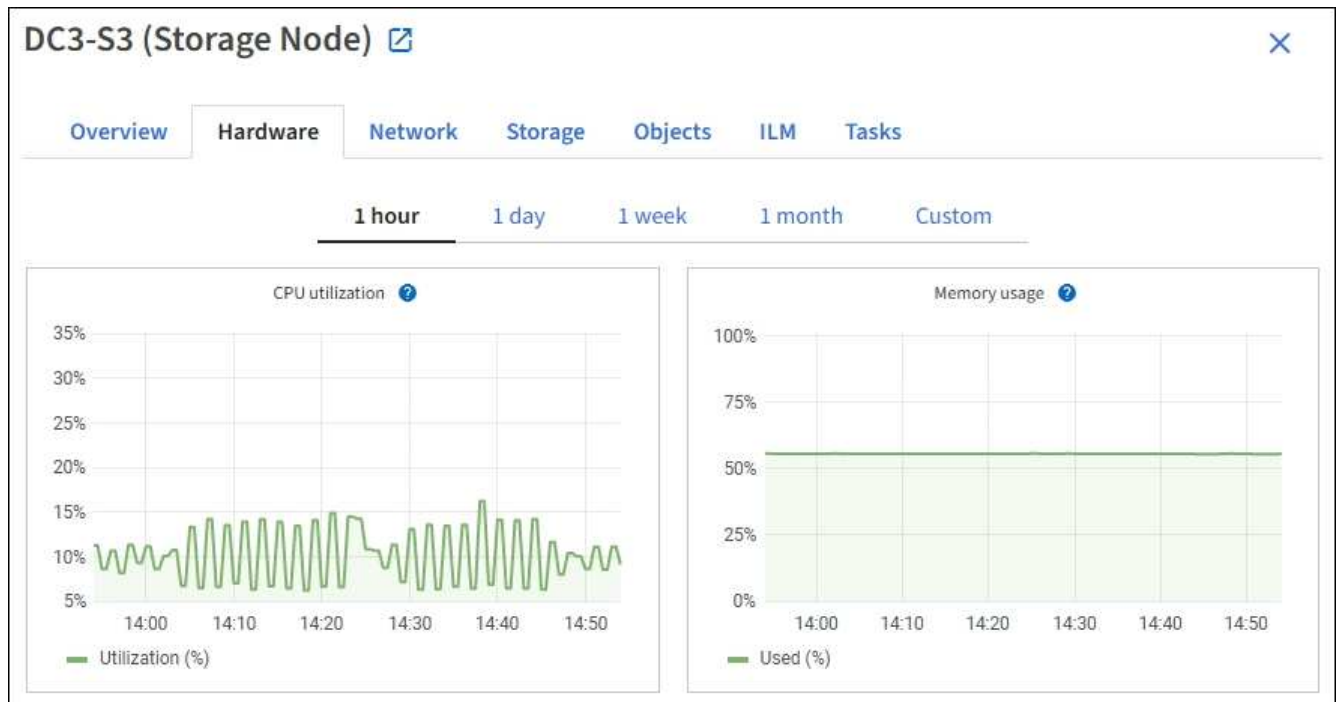 DC3-S3 (Storage Node)
Overview Hardware Network Storage Objects ILM Tasks
1 hour 1 day 1 week 1 month Custom
CPU utilization ?
35%
30%
25%
20%
15%
10%
5%
14:00 14:10 14:20 14:30 14:40 14:50
Utilization (%)
Memory usage ?
100%
75%
50%
25%
0%
14:00 14:10 14:20 14:30 14:40 14:50
Used (%)